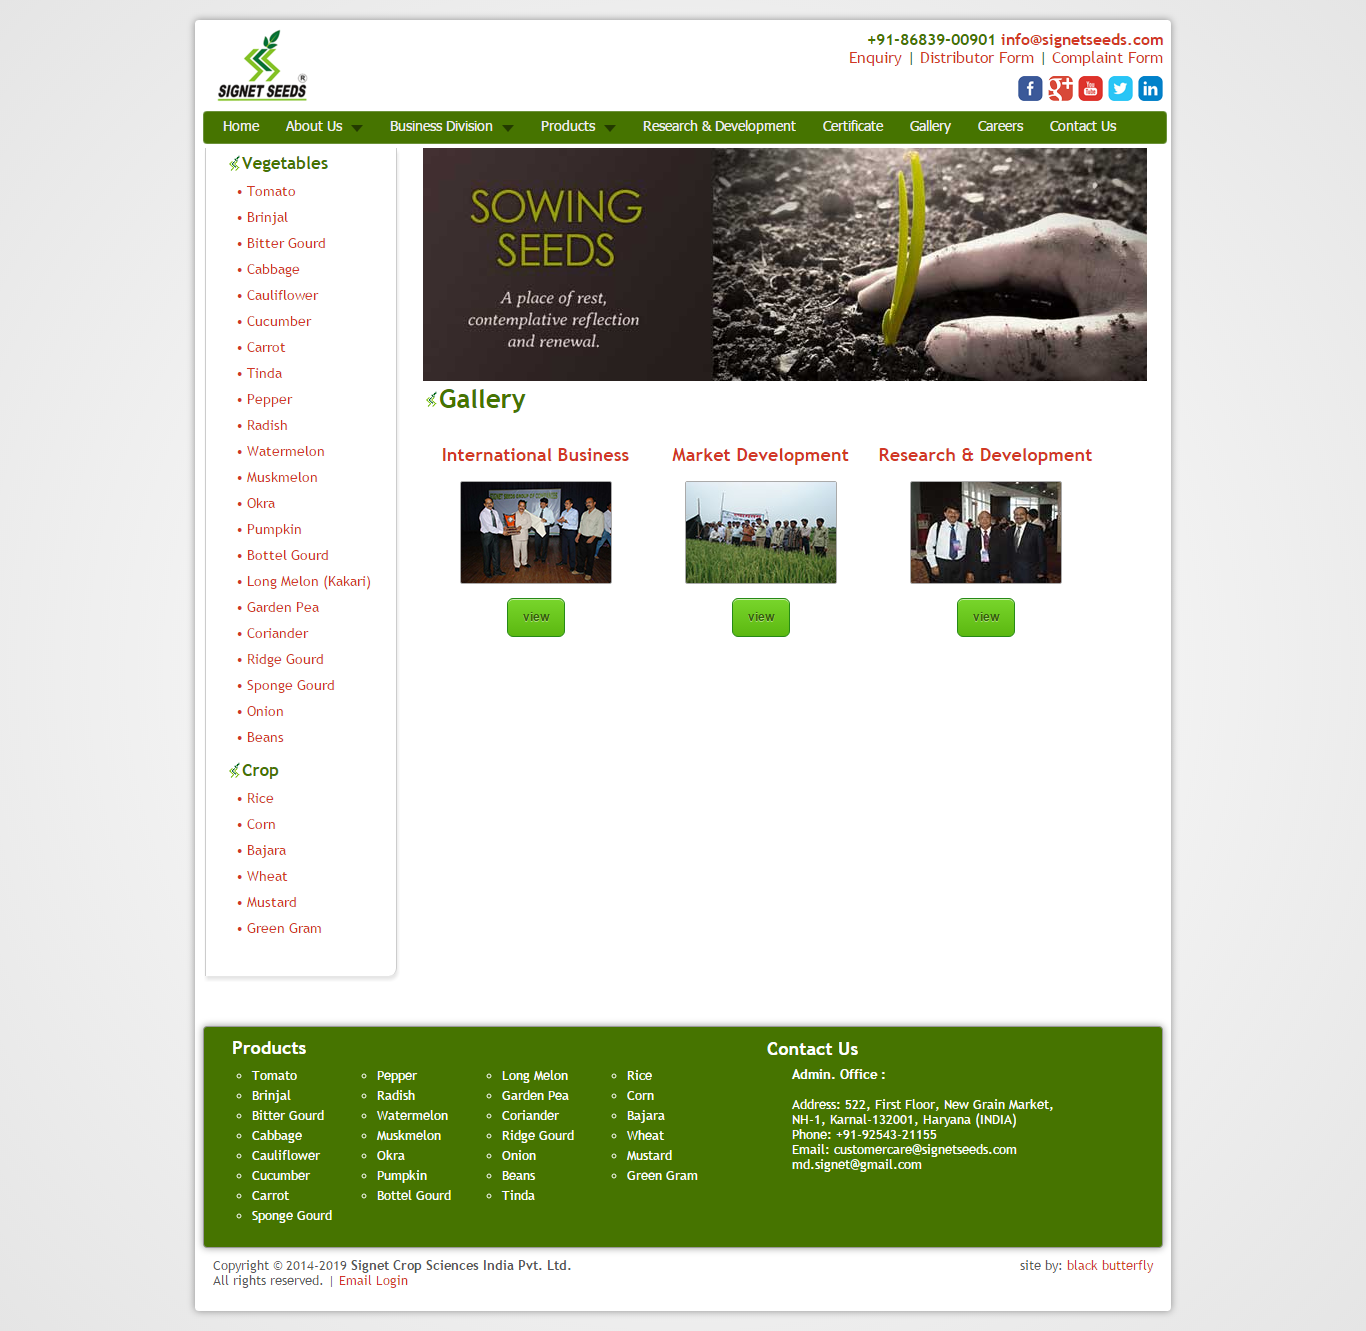 SIGNET SEEDS ®
+91-86839-00901 info@signetseeds.com
Enquiry | Distributor Form | Complaint Form
Home About Us Business Division Products Research & Development Certificate Gallery Careers Contact Us
Vegetables
• Tomato
• Brinjal
• Bitter Gourd
• Cabbage
• Cauliflower
• Cucumber
• Carrot
• Tinda
• Pepper
• Radish
• Watermelon
• Muskmelon
• Okra
• Pumpkin
• Bottel Gourd
• Long Melon (Kakari)
• Garden Pea
• Coriander
• Ridge Gourd
• Sponge Gourd
• Onion
• Beans
Crop
• Rice
• Corn
• Bajara
• Wheat
• Mustard
• Green Gram
SOWING
SEEDS
A place of rest,
contemplative reflection
and renewal.
Gallery
International Business
Market Development
Research & Development
view
view
view
Products
Tomato
Brinjal
Bitter Gourd
Cabbage
Cauliflower
Cucumber
Carrot
Sponge Gourd
Pepper
Radish
Watermelon
Muskmelon
Okra
Pumpkin
Bottel Gourd
Long Melon
Garden Pea
Coriander
Ridge Gourd
Onion
Beans
Tinda
Rice
Corn
Bajara
Wheat
Mustard
Green Gram
Contact Us
Admin. Office :
Address: 522, First Floor, New Grain Market,
NH-1, Karnal-132001, Haryana (INDIA)
Phone: +91-92543-21155
Email: customercare@signetseeds.com
md.signet@gmail.com
Copyright © 2014-2019 Signet Crop Sciences India Pvt. Ltd.
All rights reserved. | Email Login
site by: black butterfly